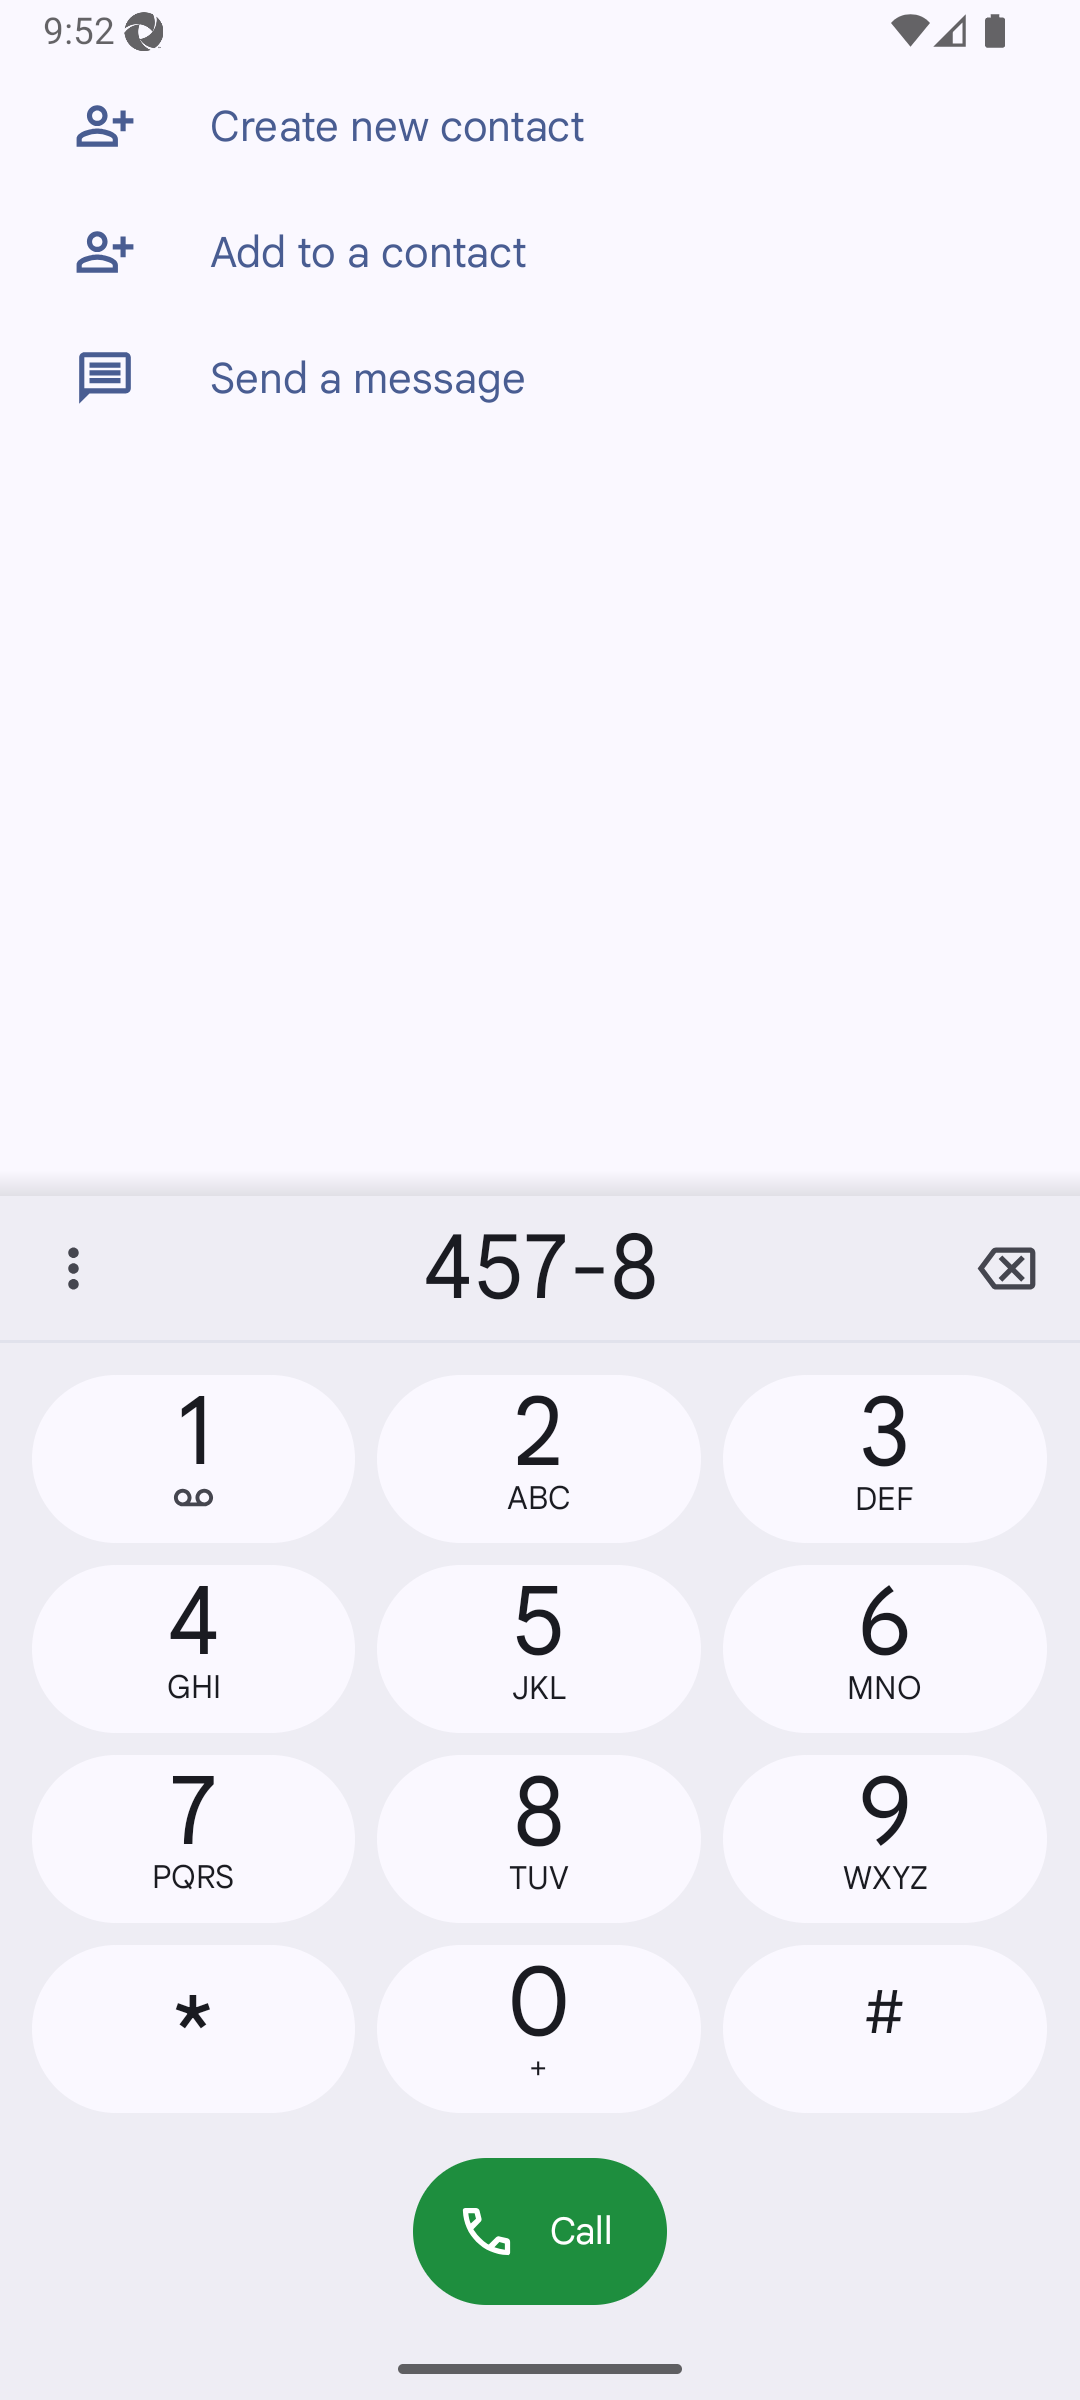 9:52
Create new contact
Add to a contact
Send a message
457-8
1
2
ABC
3
DEF
4
GHI
5
JKL
6
MNO
7
PQRS
8
TUV
9
WXYZ
*
0
+
#
Call